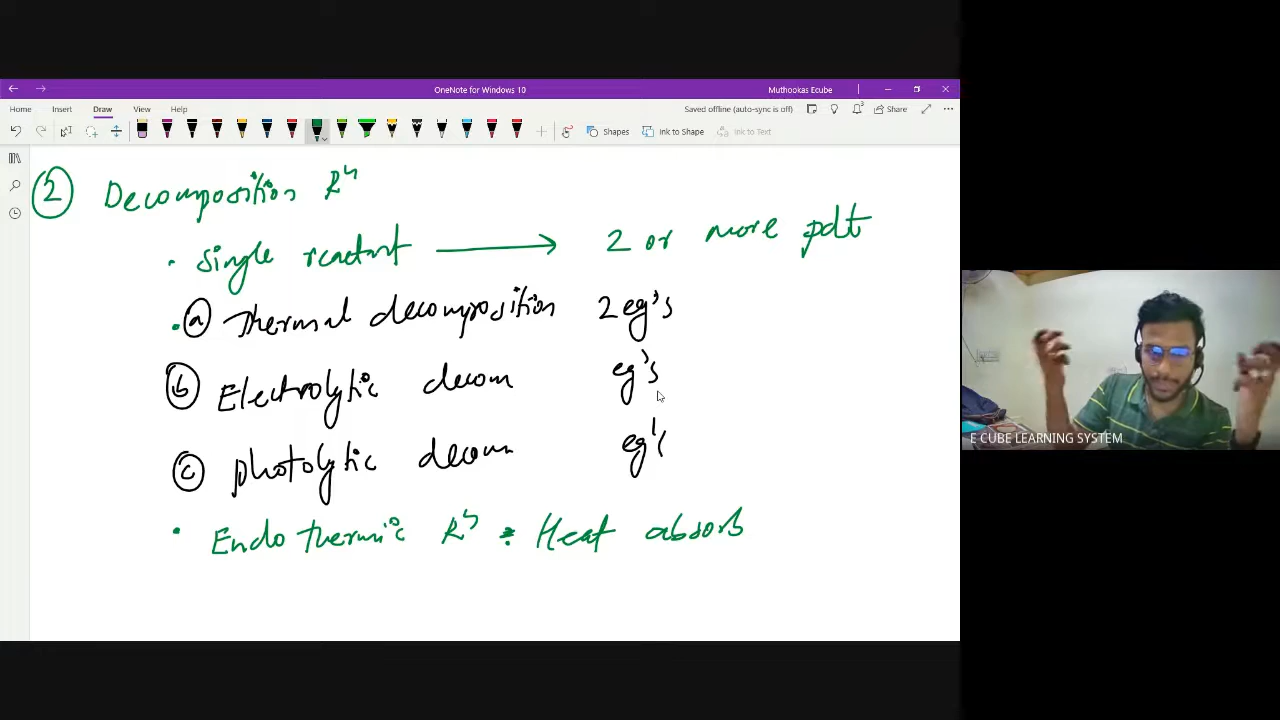 OneNote for Windows 10
Muthookas Ecube
Home Insert Draw View Help
Saved offline (auto-sync is off)
Share
Shapes
Ink to Shape
Ink to Text
2 Decomposition Rn
• single reactant → 2 or more pdt
• a Thermal decomposition 2 eg's
b Electrolytic decom eg's
c photolytic decom eg's
• Endothermic Rn : Heat absorb
E CUBE LEARNING SYSTEM